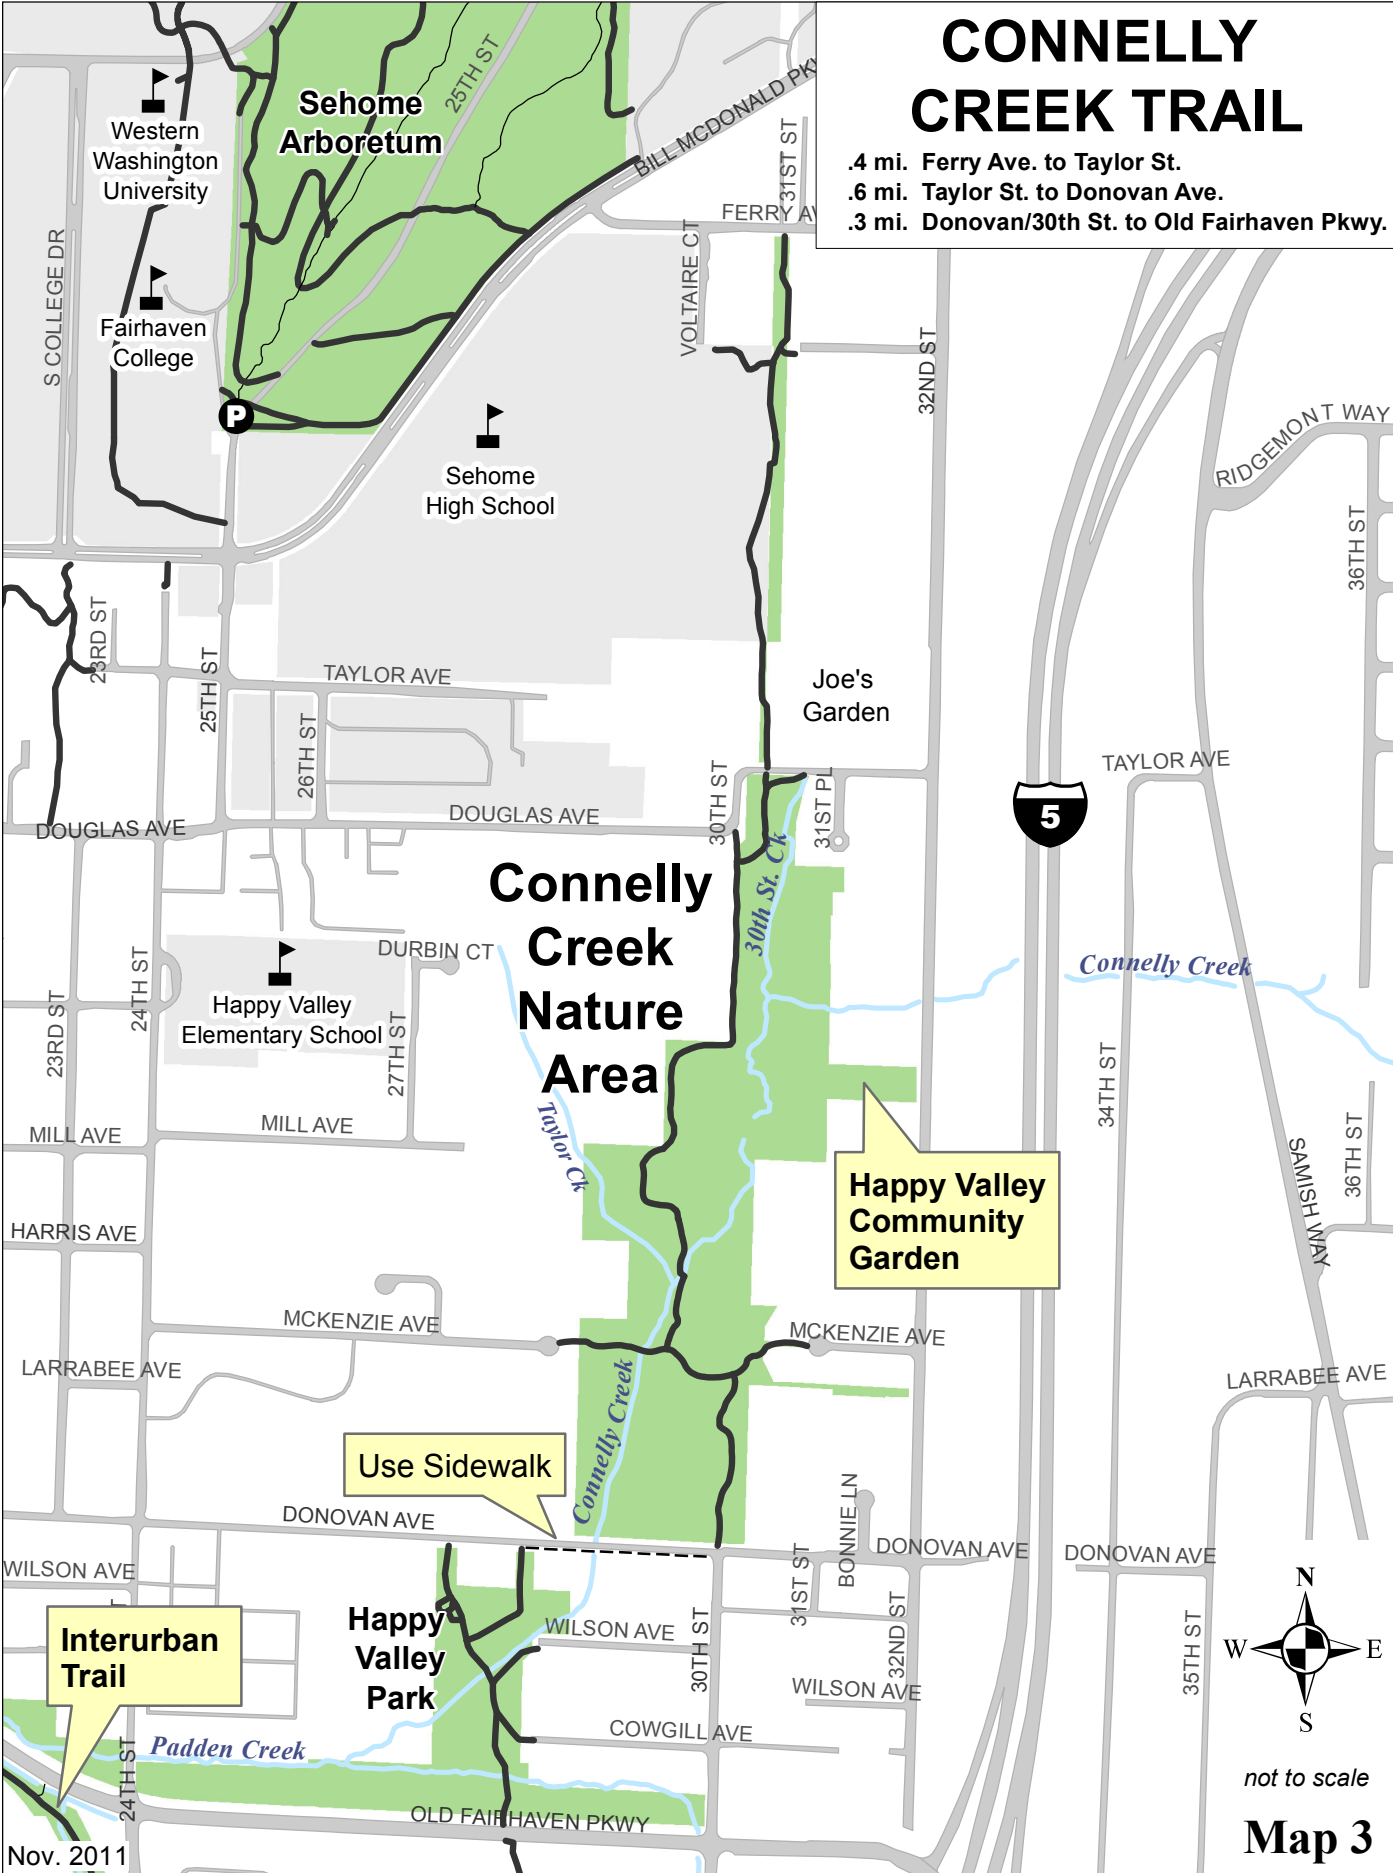 CONNELLY
CREEK TRAIL
.4 mi. Ferry Ave. to Taylor St.
.6 mi. Taylor St. to Donovan Ave.
.3 mi. Donovan/30th St. to Old Fairhaven Pkwy.
Sehome
Arboretum
25TH ST
BILL MCDONALD PK
31ST ST
FERRY A
VOLTAIRE CT
Western
Washington
University
S COLLEGE DR
Fairhaven
College
P
Sehome
High School
32ND ST
RIDGEMONT WAY
36TH ST
23RD ST
25TH ST
TAYLOR AVE
26TH ST
Joe's
Garden
30TH ST
31ST PL
TAYLOR AVE
5
DOUGLAS AVE
DOUGLAS AVE
Connelly
Creek
Nature
Area
30th St. Ck
DURBIN CT
24TH ST
Happy Valley
Elementary School
23RD ST
27TH ST
Connelly Creek
34TH ST
MILL AVE
MILL AVE
Taylor Ck
Happy Valley
Community
Garden
36TH ST
SAMISH WAY
HARRIS AVE
MCKENZIE AVE
MCKENZIE AVE
LARRABEE AVE
LARRABEE AVE
Connelly Creek
Use Sidewalk
DONOVAN AVE
BONNIE LN
DONOVAN AVE
DONOVAN AVE
WILSON AVE
T
31ST ST
32ND ST
30TH ST
35TH ST
Interurban
Trail
Happy
Valley
Park
WILSON AVE
WILSON AVE
COWGILL AVE
Padden Creek
24TH ST
OLD FAIRHAVEN PKWY
N
W
E
S
not to scale
Map 3
Nov. 2011